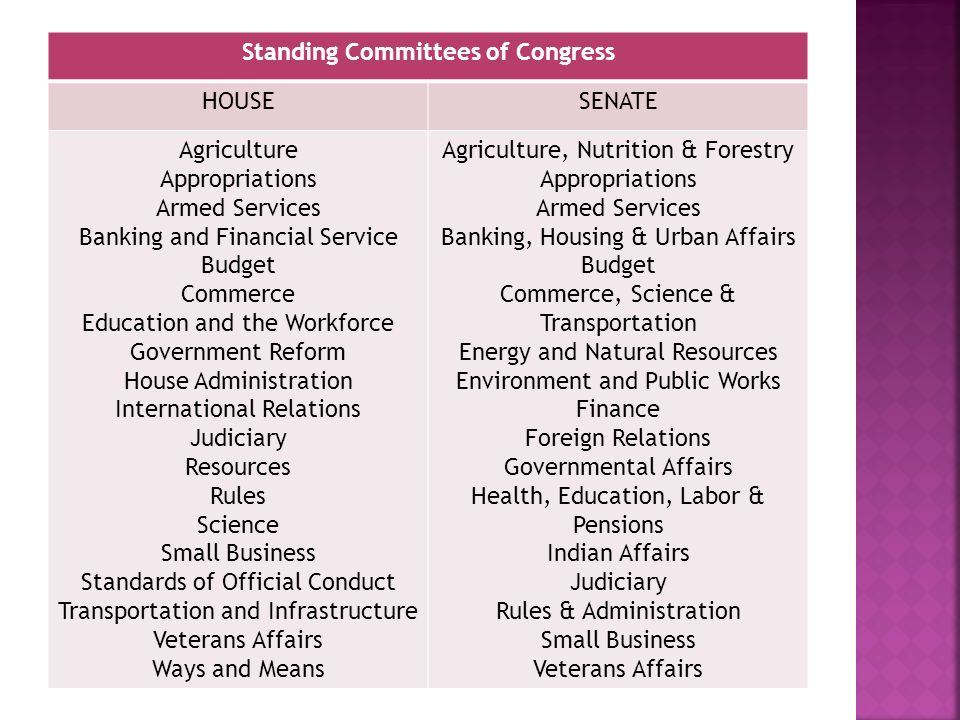 Standing Committees of Congress
HOUSE
SENATE
Agriculture
Appropriations
Armed Services
Banking and Financial Service
Budget
Commerce
Education and the Workforce
Government Reform
House Administration
International Relations
Judiciary
Resources
Rules
Science
Small Business
Standards of Official Conduct
Transportation and Infrastructure
Veterans Affairs
Ways and Means
Agriculture, Nutrition & Forestry
Appropriations
Armed Services
Banking, Housing & Urban Affairs
Budget
Commerce, Science &
Transportation
Energy and Natural Resources
Environment and Public Works
Finance
Foreign Relations
Governmental Affairs
Health, Education, Labor &
Pensions
Indian Affairs
Judiciary
Rules & Administration
Small Business
Veterans Affairs